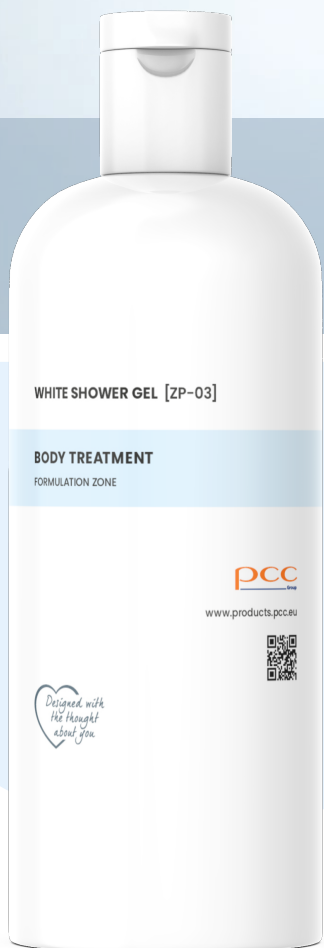 WHITE SHOWER GEL [ZP-03]
BODY TREATMENT
FORMULATION ZONE
pcc
Group
www.products.pcc.eu
Designed with
the thought
about you